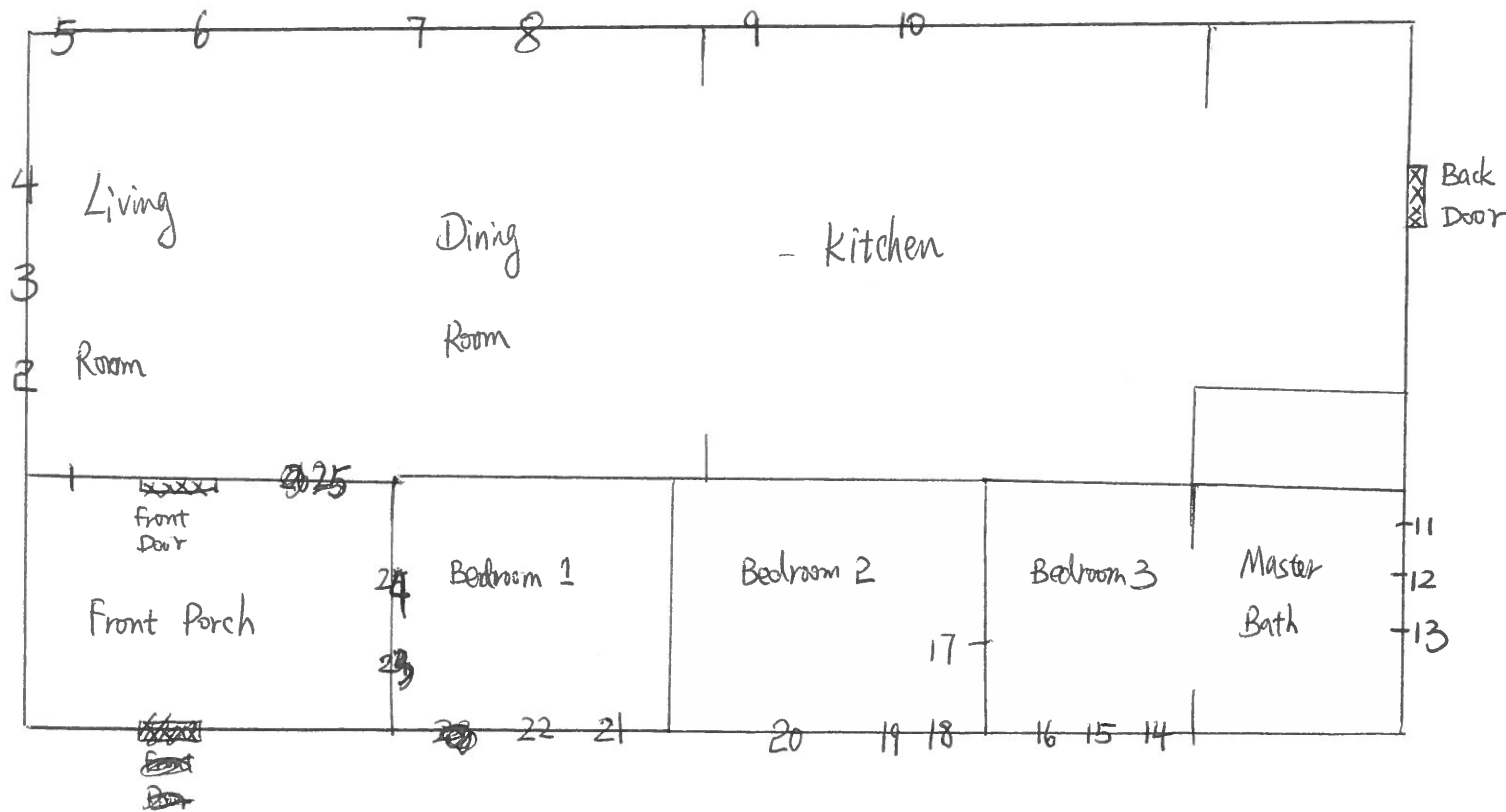 5 6 7 8 9 10
4
Living
Back
Door
Dining
- Kitchen
3
Room
2
Room
1
25
Front
Door
11
24
Bedroom 1
Bedroom 2
Bedroom 3
Master
Bath
12
Front Porch
13
17
23
22 21 20 19 18 16 15 14